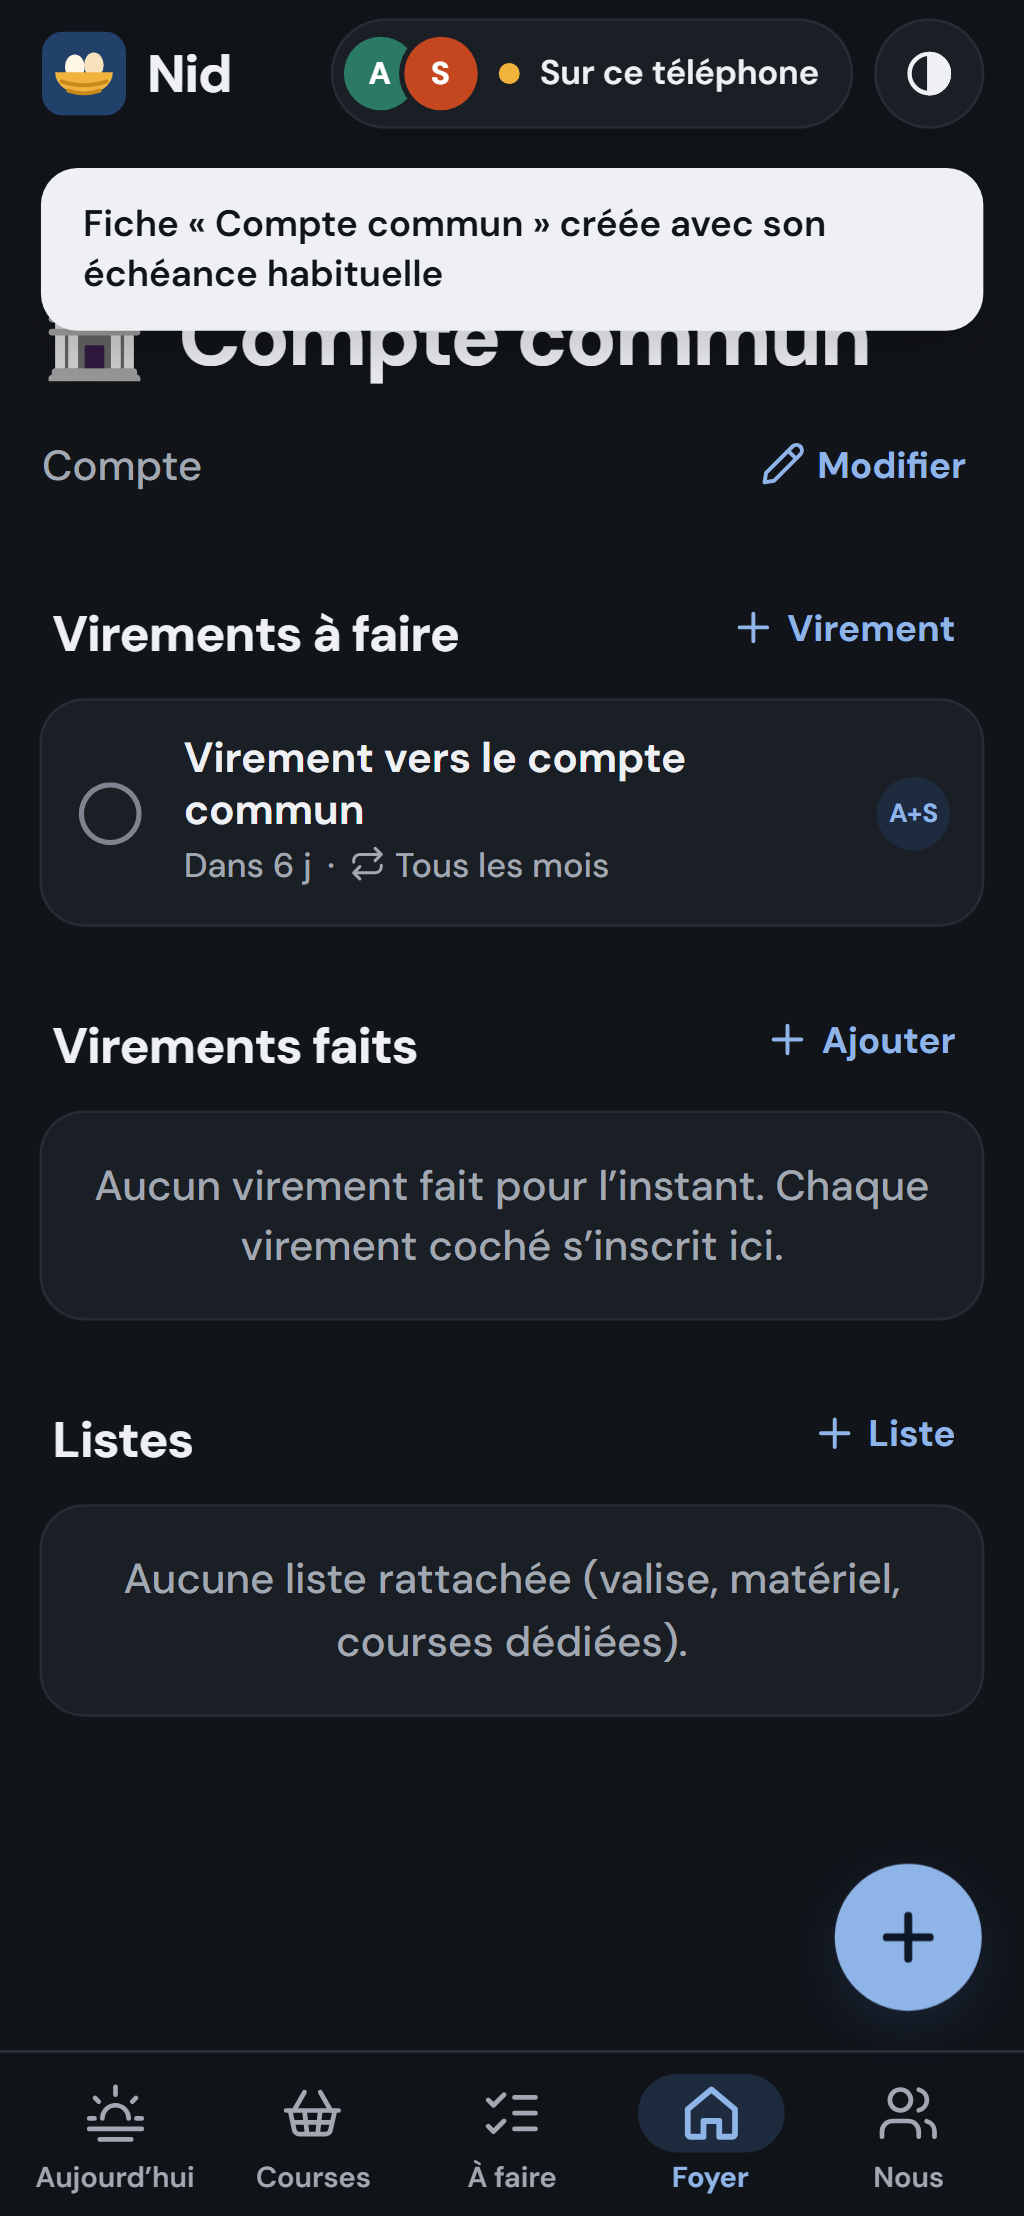 Nid
A
S
Sur ce téléphone
Fiche « Compte commun » créée avec son
échéance habituelle
Compte commun
Compte
Modifier
Virements à faire
+ Virement
Virement vers le compte
commun
Dans 6 j · Tous les mois
A+S
Virements faits
+ Ajouter
Aucun virement fait pour l’instant. Chaque
virement coché s’inscrit ici.
Listes
+ Liste
Aucune liste rattachée (valise, matériel,
courses dédiées).
Aujourd’hui
Courses
À faire
Foyer
Nous